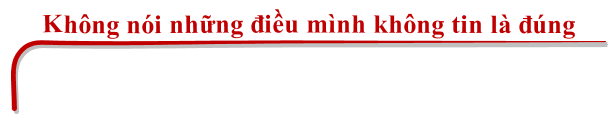 Không nói những điều mình không tin là đúng